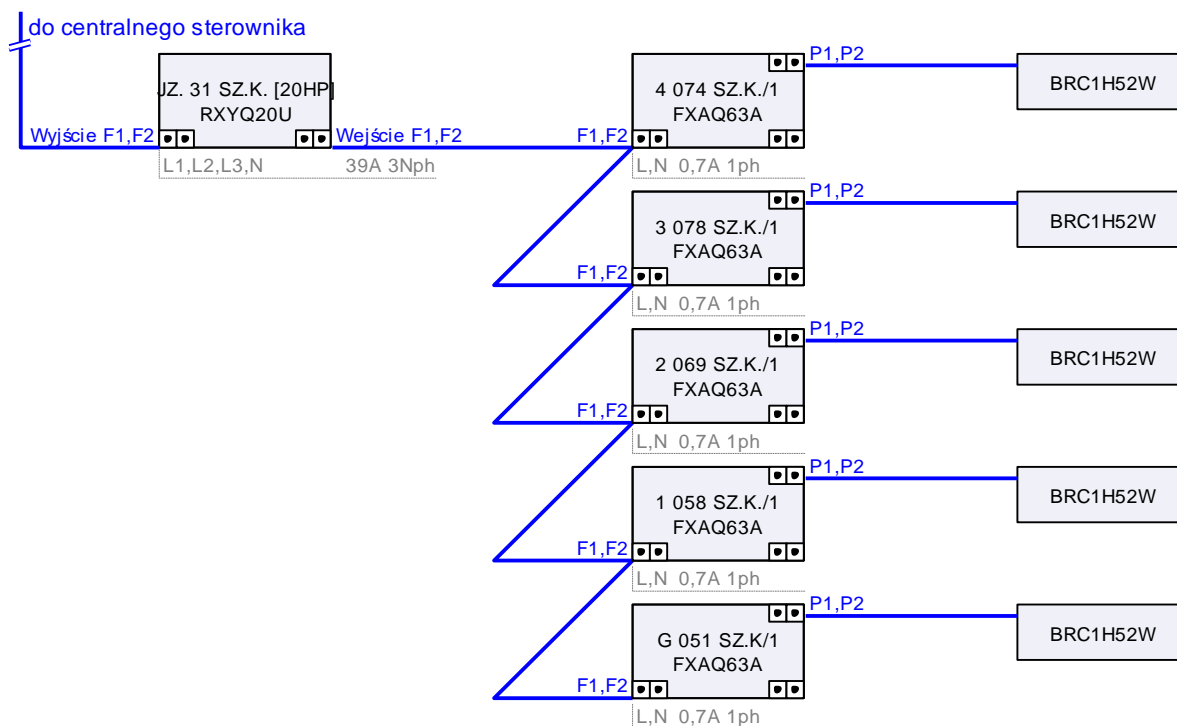 do centralnego sterownika
JZ. 31 SZ.K. [20HP]
RXYQ20U
Wyjście F1,F2
Wejście F1,F2
L1,L2,L3,N 39A 3Nph
4 074 SZ.K./1
FXAQ63A
F1,F2
L,N 0,7A 1ph
P1,P2
BRC1H52W
3 078 SZ.K./1
FXAQ63A
F1,F2
L,N 0,7A 1ph
P1,P2
BRC1H52W
2 069 SZ.K./1
FXAQ63A
F1,F2
L,N 0,7A 1ph
P1,P2
BRC1H52W
1 058 SZ.K./1
FXAQ63A
F1,F2
L,N 0,7A 1ph
P1,P2
BRC1H52W
G 051 SZ.K/1
FXAQ63A
F1,F2
L,N 0,7A 1ph
P1,P2
BRC1H52W